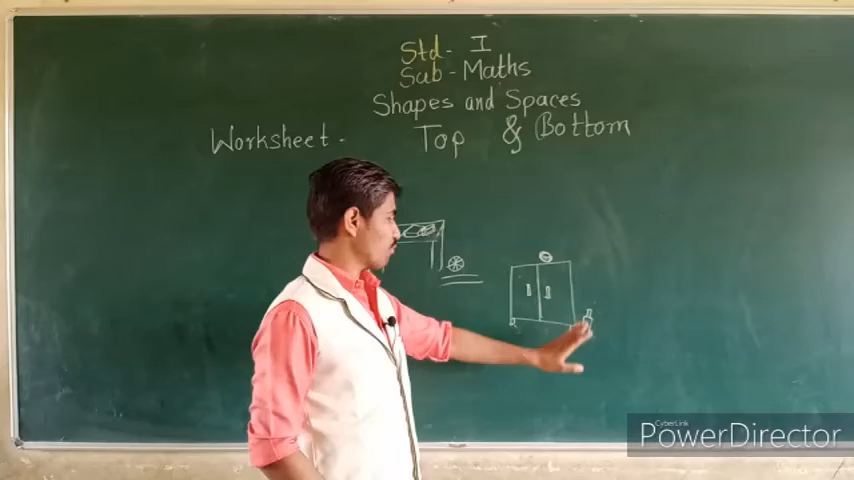 Std - I
Sub - Maths
Shapes and Spaces
Worksheet - Top & Bottom
CyberLink
PowerDirector